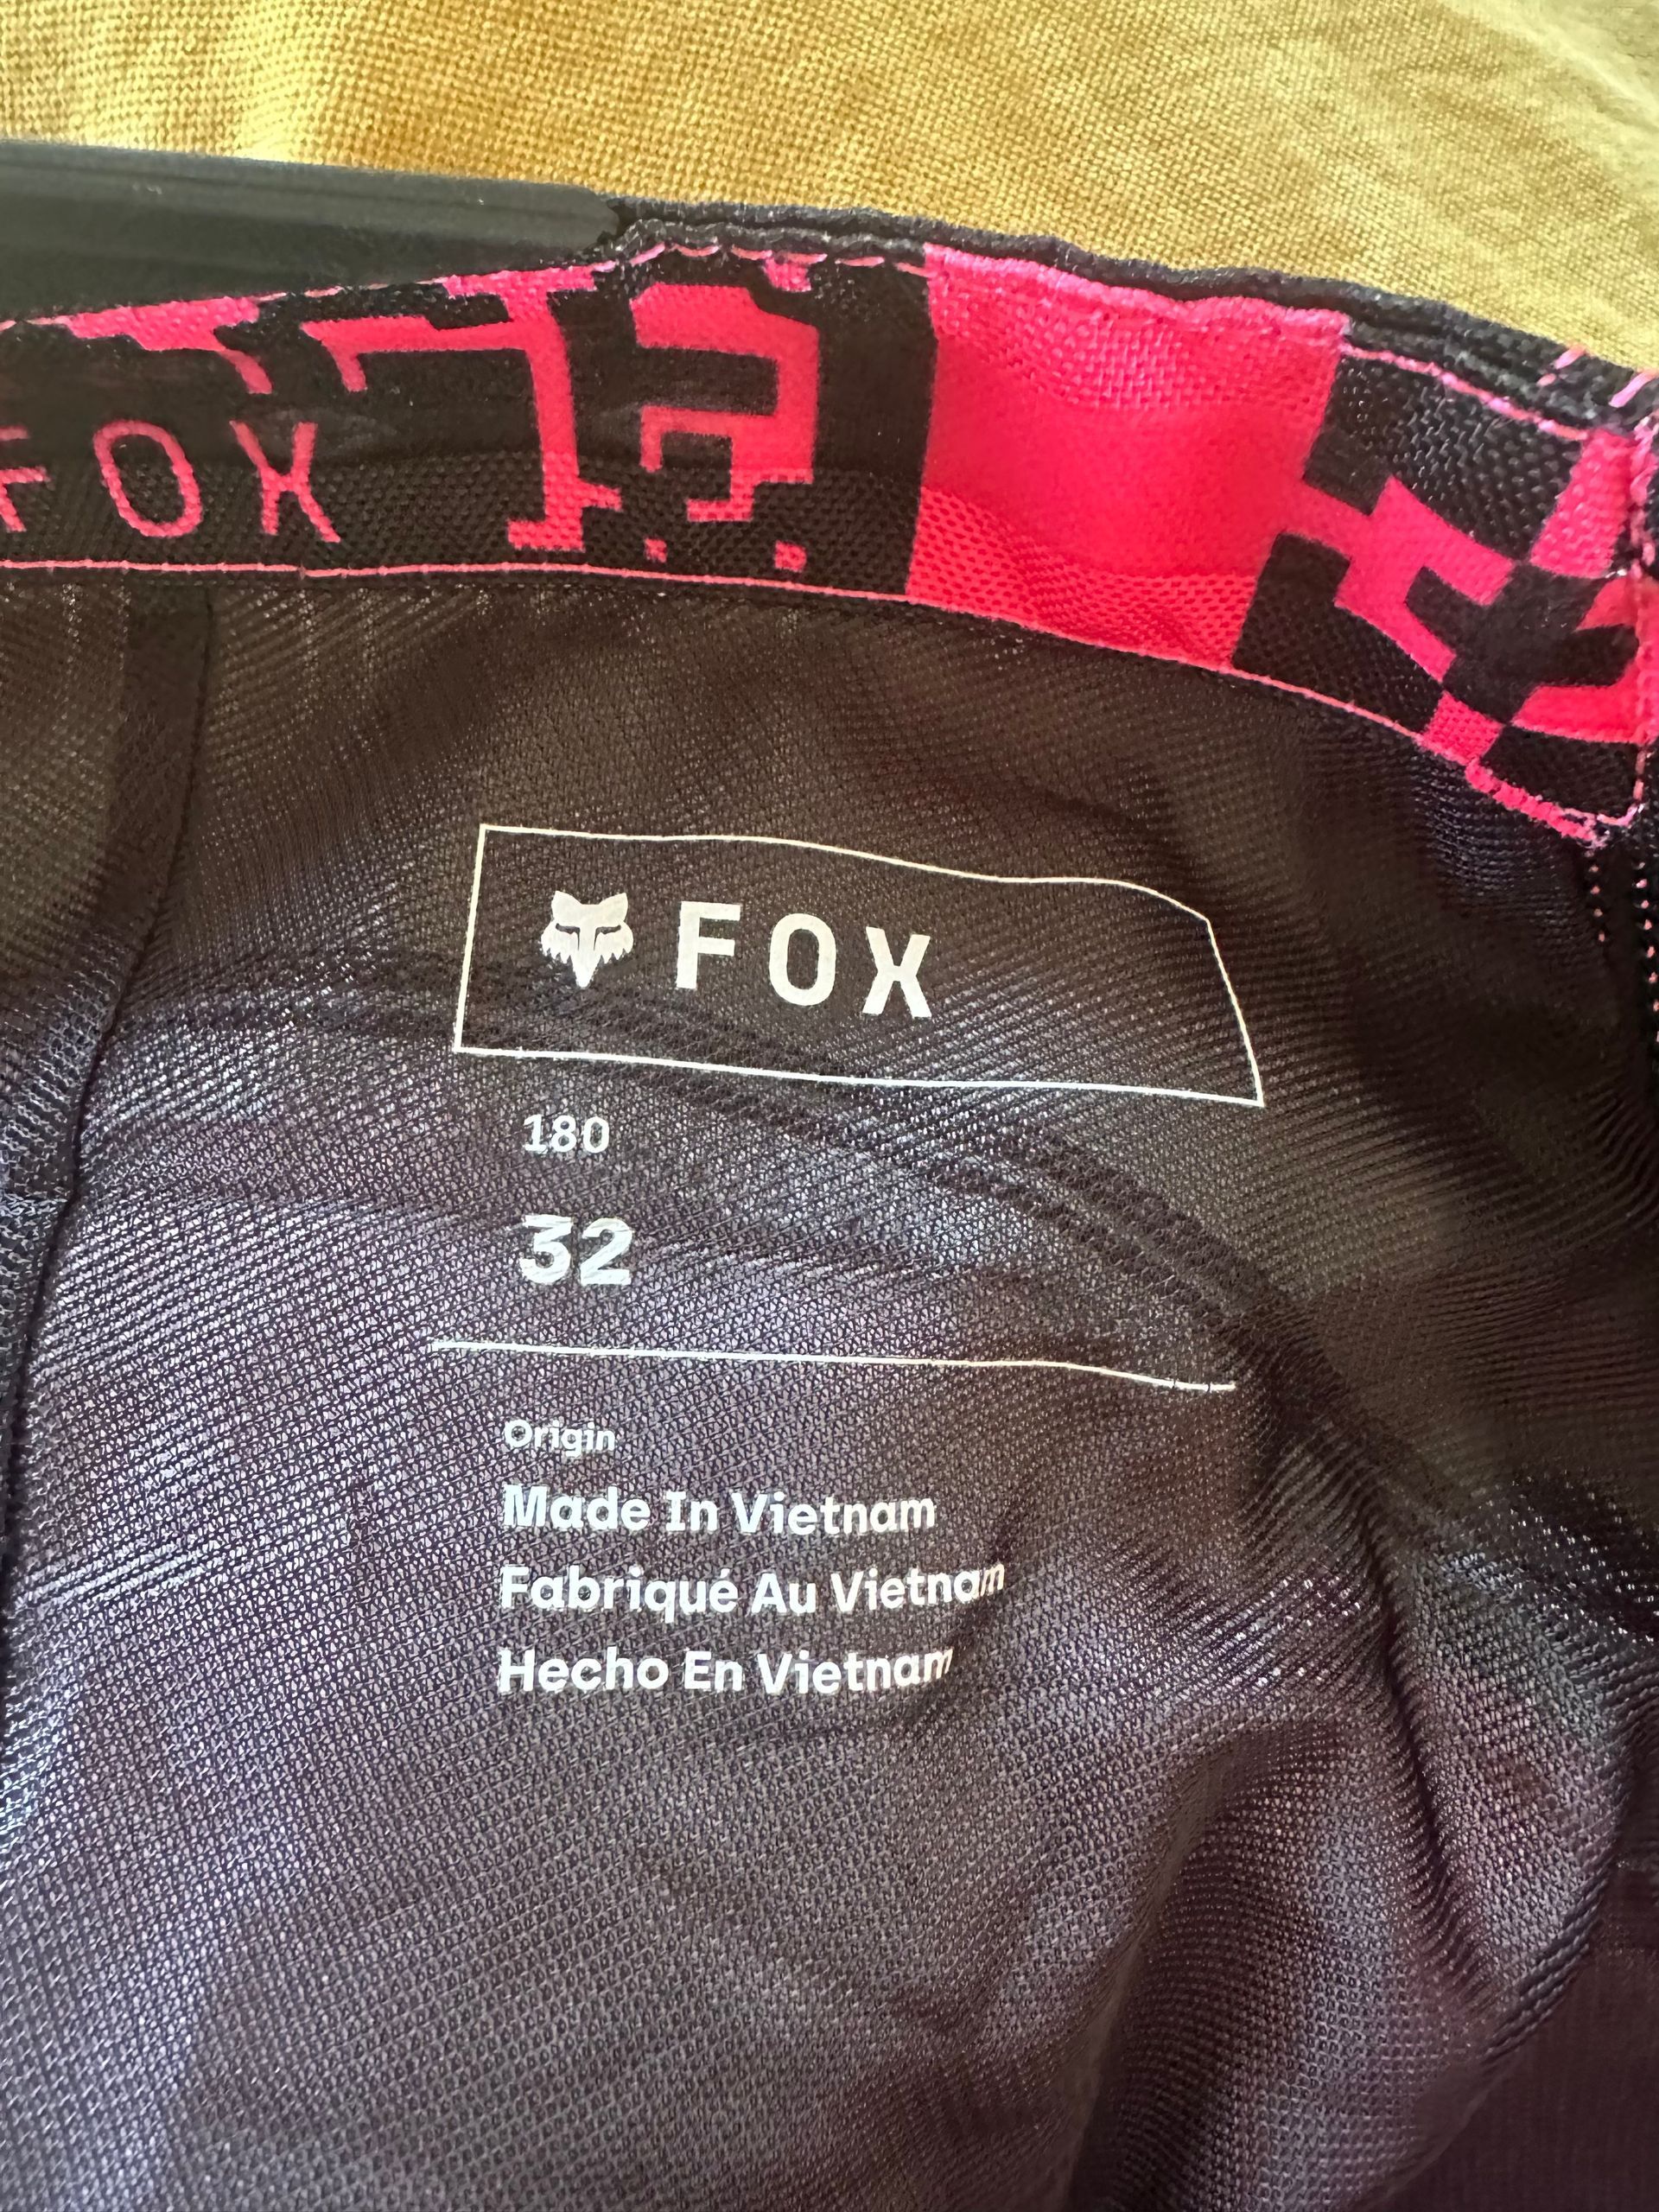 FOX
FOX
180
32
Origin
Made In Vietnam
Fabriqué Au Vietnam
Hecho En Vietnam